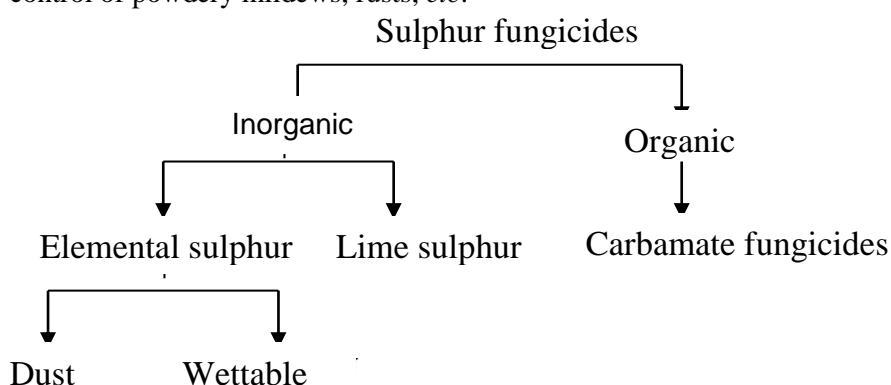 control of powdery mildews, rusts, etc.
Sulphur fungicides
Inorganic
Organic
Elemental sulphur Lime sulphur Carbamate fungicides
Dust Wettable